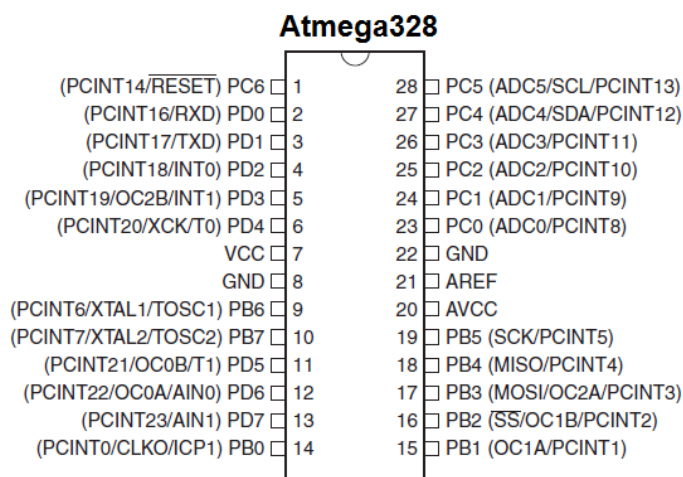 Atmega328
(PCINT14/RESET) PC6 1 28 PC5 (ADC5/SCL/PCINT13)
(PCINT16/RXD) PD0 2 27 PC4 (ADC4/SDA/PCINT12)
(PCINT17/TXD) PD1 3 26 PC3 (ADC3/PCINT11)
(PCINT18/INT0) PD2 4 25 PC2 (ADC2/PCINT10)
(PCINT19/OC2B/INT1) PD3 5 24 PC1 (ADC1/PCINT9)
(PCINT20/XCK/T0) PD4 6 23 PC0 (ADC0/PCINT8)
VCC 7 22 GND
GND 8 21 AREF
(PCINT6/XTAL1/TOSC1) PB6 9 20 AVCC
(PCINT7/XTAL2/TOSC2) PB7 10 19 PB5 (SCK/PCINT5)
(PCINT21/OC0B/T1) PD5 11 18 PB4 (MISO/PCINT4)
(PCINT22/OC0A/AIN0) PD6 12 17 PB3 (MOSI/OC2A/PCINT3)
(PCINT23/AIN1) PD7 13 16 PB2 (SS/OC1B/PCINT2)
(PCINT0/CLKO/ICP1) PB0 14 15 PB1 (OC1A/PCINT1)